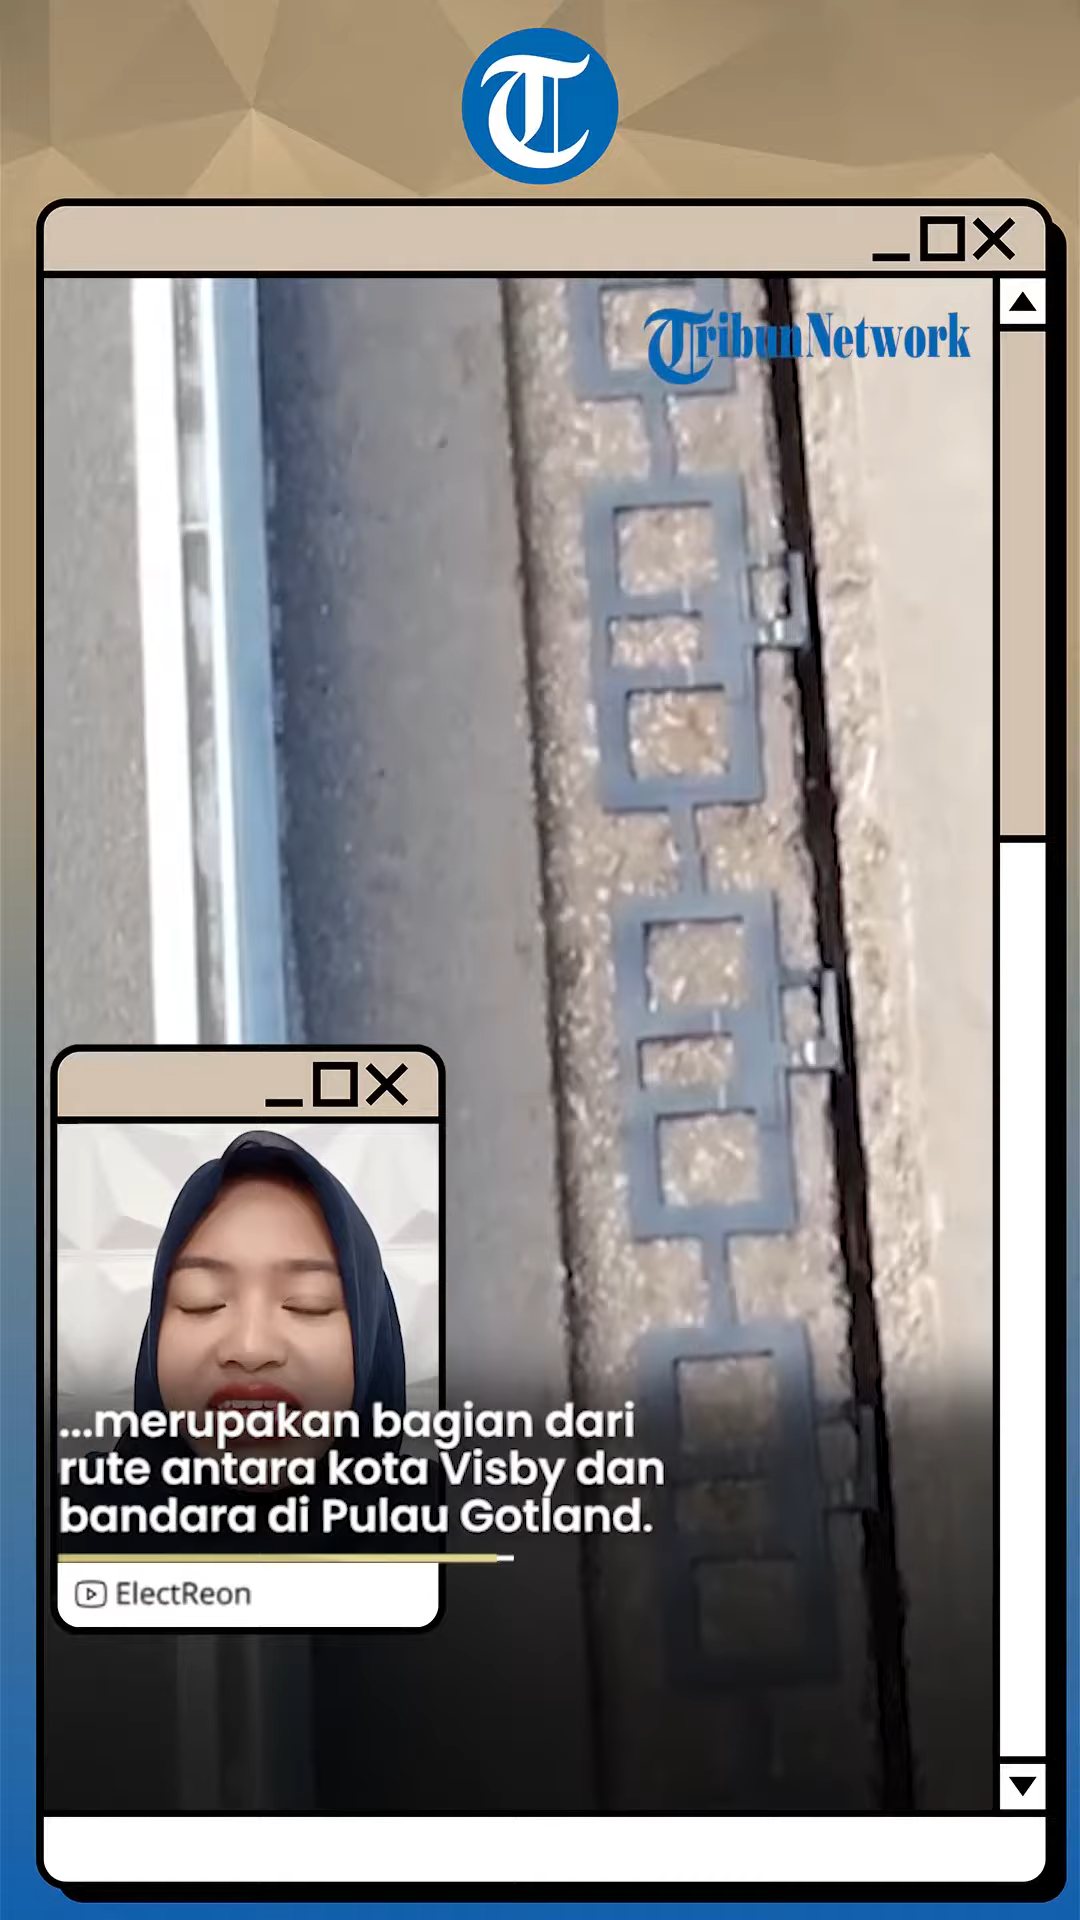 T
TribunNetwork
...merupakan bagian dari
rute antara kota Visby dan
bandara di Pulau Gotland.
ElectReon